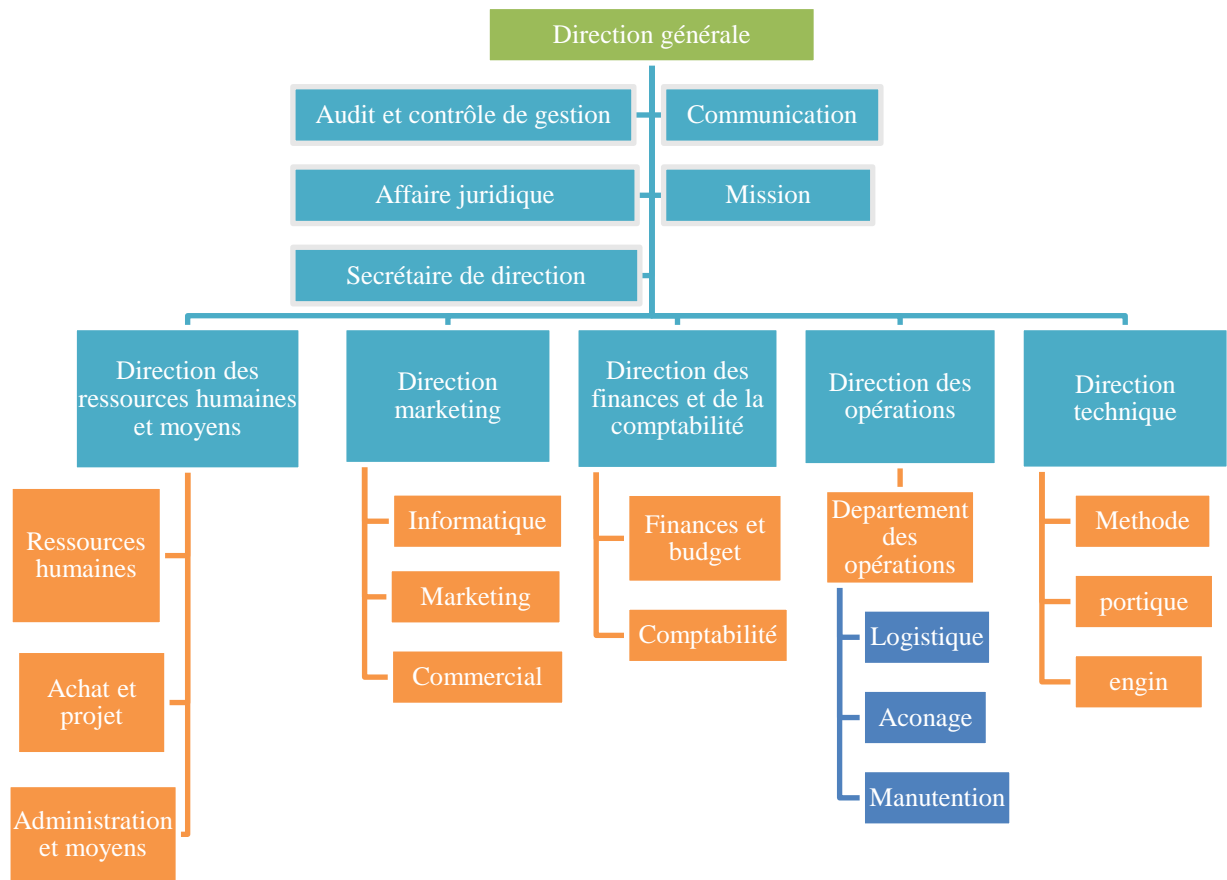 Direction générale
Audit et contrôle de gestion
Communication
Affaire juridique
Mission
Secrétaire de direction
Direction des
ressources humaines
et moyens
Direction
marketing
Direction des
finances et de la
comptabilité
Direction des
opérations
Direction
technique
Ressources
humaines
Achat et
projet
Administration
et moyens
Informatique
Marketing
Commercial
Finances et
budget
Comptabilité
Departement
des
opérations
Logistique
Aconage
Manutention
Methode
portique
engin